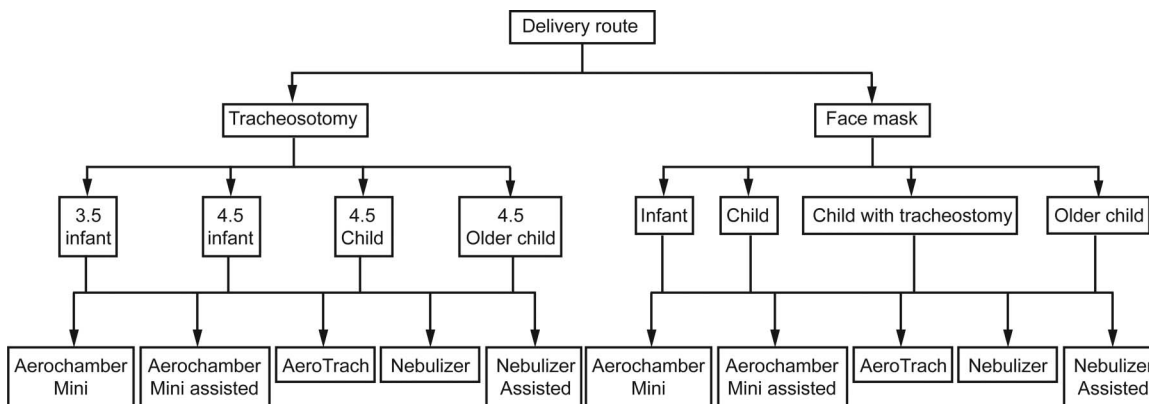 Delivery route
Tracheosotomy
Face mask
3.5
infant
4.5
infant
4.5
Child
4.5
Older child
Infant
Child
Child with tracheostomy
Older child
Aerochamber
Mini
Aerochamber
Mini assisted
AeroTrach
Nebulizer
Nebulizer
Assisted
Aerochamber
Mini
Aerochamber
Mini assisted
AeroTrach
Nebulizer
Nebulizer
Assisted